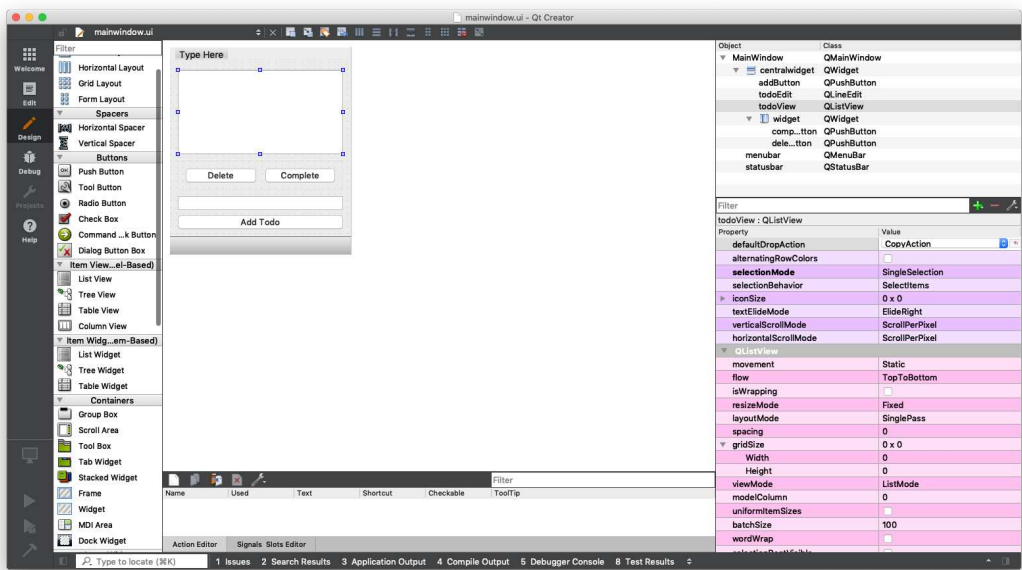 mainwindow.ui - Qt Creator
mainwindow.ui
Welcome
Edit
Design
Debug
Projects
Help
Filter
Horizontal Layout
Grid Layout
Form Layout
Spacers
Horizontal Spacer
Vertical Spacer
Buttons
OK
Push Button
Tool Button
Radio Button
Check Box
Command ...k Button
Dialog Button Box
Item View...el-Based)
List View
Tree View
Table View
Column View
Item Widg...em-Based)
List Widget
Tree Widget
Table Widget
Containers
Group Box
Scroll Area
Tool Box
Tab Widget
Stacked Widget
Frame
Widget
MDI Area
Dock Widget
Type Here
Delete Complete
Add Todo
Filter
Name Used Text Shortcut Checkable ToolTip
Action Editor Signals Slots Editor
Object Class
MainWindow QMainWindow
centralwidget QWidget
addButton QPushButton
todoEdit QLineEdit
todoView QListView
widget QWidget
comp...tton QPushButton
dele...tton QPushButton
menubar QMenuBar
statusbar QStatusBar
Filter
todoView : QListView
Property Value
defaultDropAction CopyAction
alternatingRowColors
selectionMode SingleSelection
selectionBehavior SelectItems
iconSize 0 x 0
textElideMode ElideRight
verticalScrollMode ScrollPerPixel
horizontalScrollMode ScrollPerPixel
QListView
movement Static
flow TopToBottom
isWrapping
resizeMode Fixed
layoutMode SinglePass
spacing 0
gridSize 0 x 0
Width 0
Height 0
viewMode ListMode
modelColumn 0
uniformItemSizes
batchSize 100
wordWrap
Type to locate (⌘K) 1 Issues 2 Search Results 3 Application Output 4 Compile Output 5 Debugger Console 8 Test Results